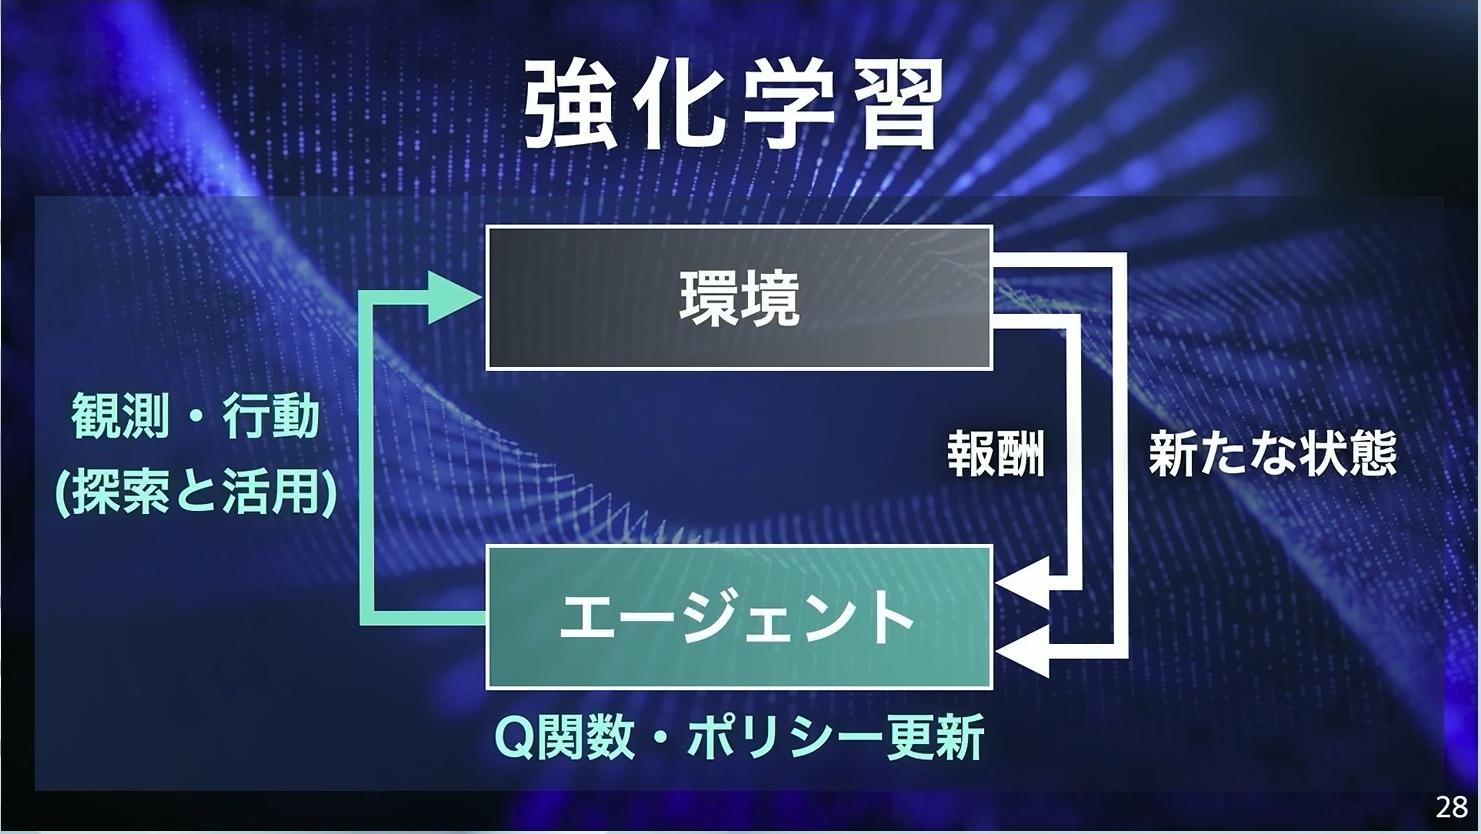 強化学習
環境
観測・行動
(探索と活用)
報酬
新たな状態
エージェント
Q関数・ポリシー更新
28